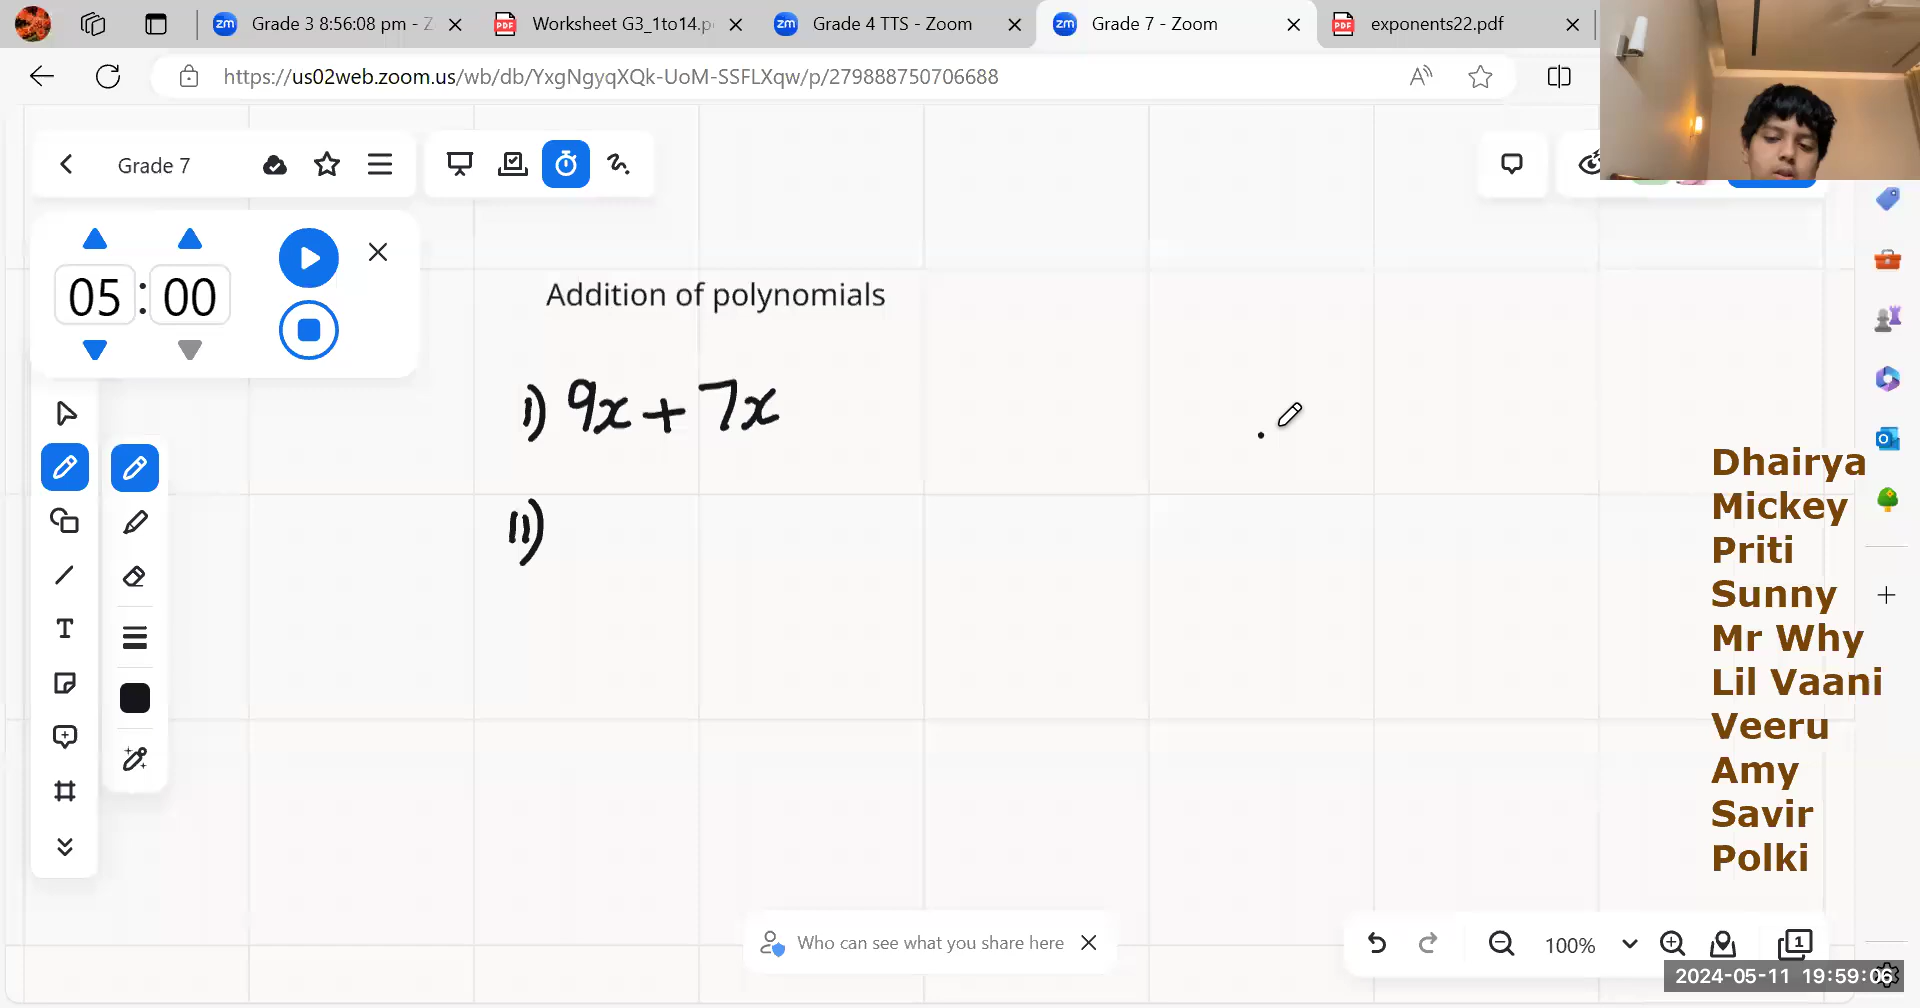 Grade 3 8:56:08 pm - Z
Worksheet G3_1to14.p
Grade 4 TTS - Zoom
Grade 7 - Zoom
exponents22.pdf
https://us02web.zoom.us/wb/db/YxgNgyqXQk-UoM-SSFLXqw/p/279888750706688
Grade 7
05:00
Addition of polynomials
i) 9x + 7x
ii)
Dhairya
Mickey
Priti
Sunny
Mr Why
Lil Vaani
Veeru
Amy
Savir
Polki
Who can see what you share here
100%
1
2024-05-11 19:59:06